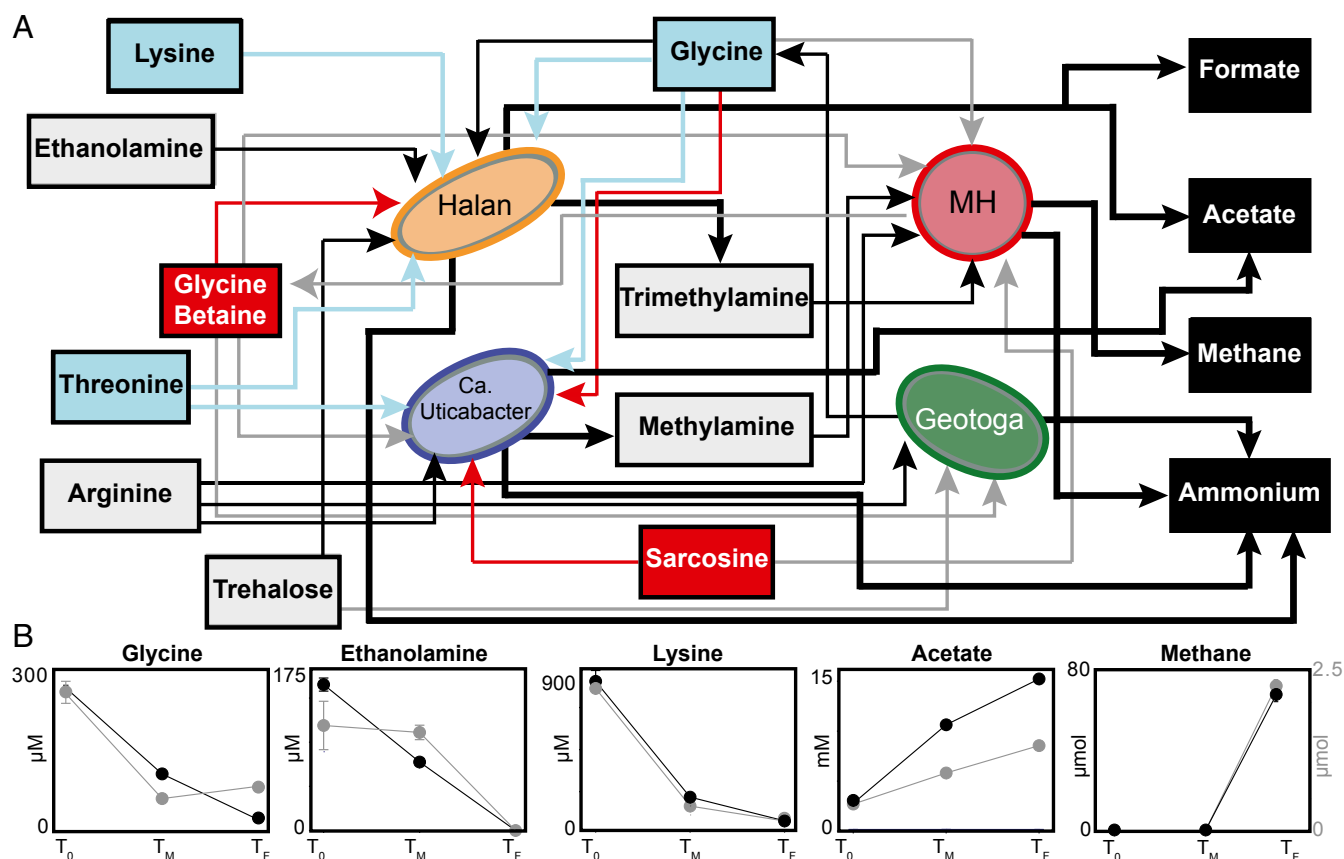 A
Lysine
Glycine
Formate
Ethanolamine
Halan
MH
Acetate
Glycine
Betaine
Trimethylamine
Methane
Threonine
Ca.
Uticabacter
Methylamine
Geotoga
Arginine
Ammonium
Sarcosine
Trehalose
B
Glycine
300
µM
0
T0 TM TF
Ethanolamine
175
µM
0
T0 TM TF
Lysine
900
µM
0
T0 TM TF
Acetate
15
mM
0
T0 TM TF
Methane
80
µmol
0
2.5
µmol
0
T0 TM TF